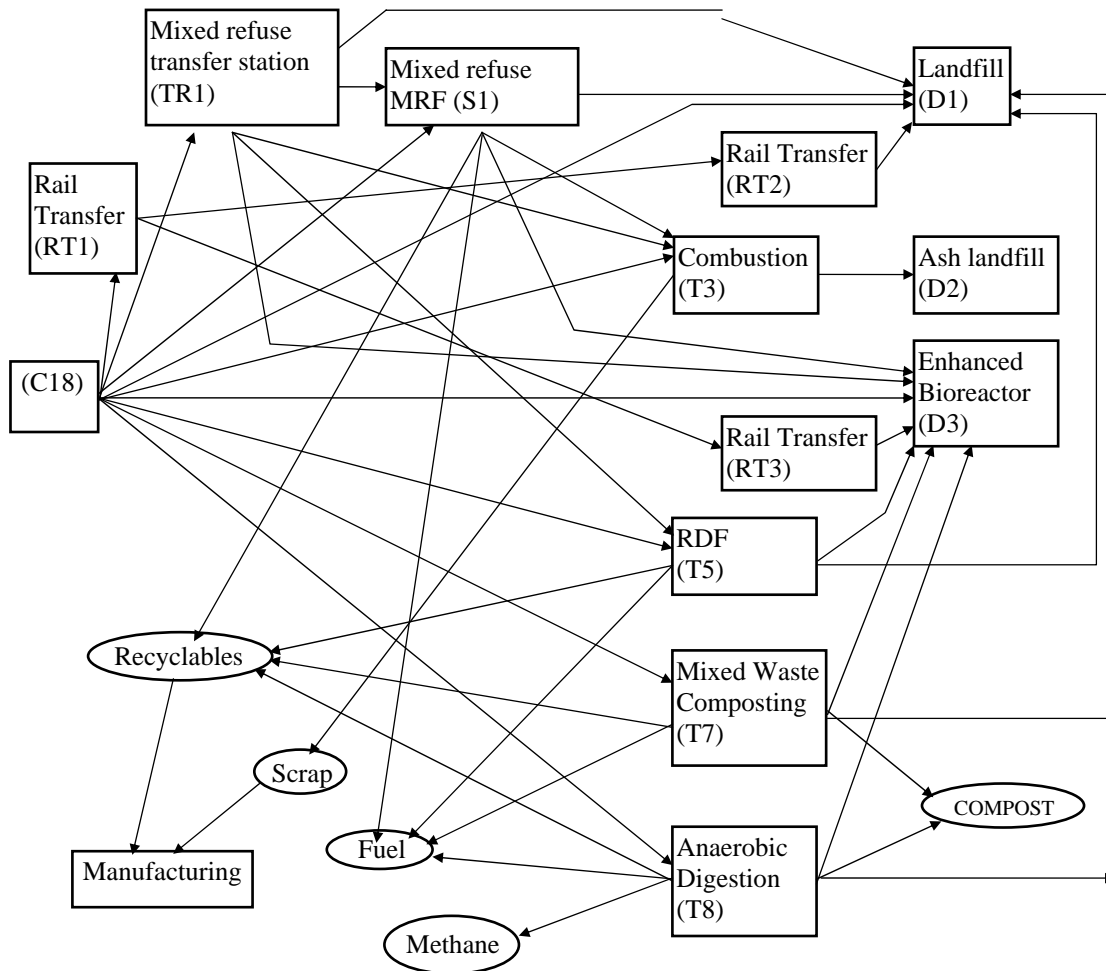 Mixed refuse
transfer station
(TR1)
Mixed refuse
MRF (S1)
Landfill
(D1)
Rail Transfer
(RT2)
Rail
Transfer
(RT1)
Combustion
(T3)
Ash landfill
(D2)
(C18)
Enhanced
Bioreactor
(D3)
Rail Transfer
(RT3)
RDF
(T5)
Recyclables
Mixed Waste
Composting
(T7)
Scrap
COMPOST
Fuel
Manufacturing
Anaerobic
Digestion
(T8)
Methane